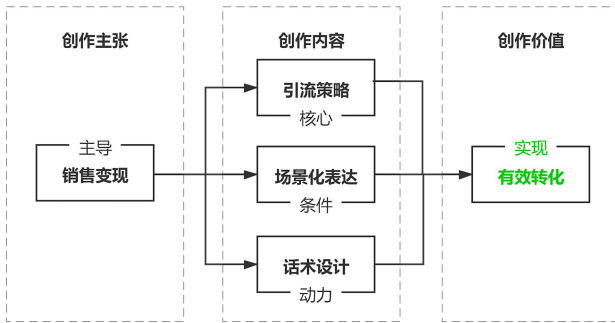 创作主张
创作内容
创作价值
主导
销售变现
引流策略
核心
场景化表达
条件
话术设计
动力
实现
有效转化